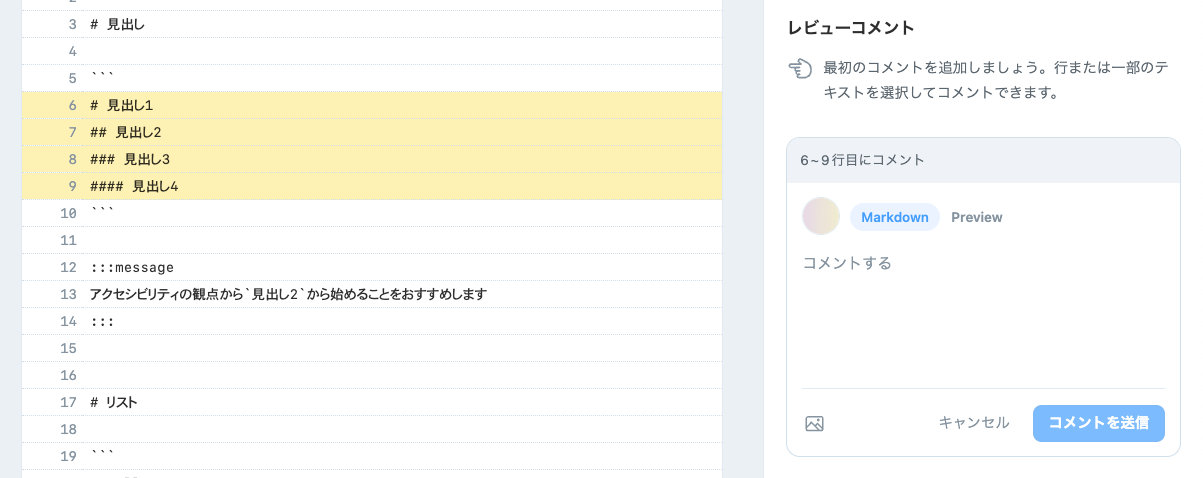 3 # 見出し
4
5 ```
6 # 見出し1
7 ## 見出し2
8 ### 見出し3
9 #### 見出し4
10 ```
11
12 :::message
13 アクセシビリティの観点から`見出し2`から始めることをおすすめします
14 :::
15
16
17 # リスト
18
19 ```
レビューコメント
最初のコメントを追加しましょう。行または一部のテ
キストを選択してコメントできます。
6~9行目にコメント
Markdown Preview
コメントする
キャンセル コメントを送信